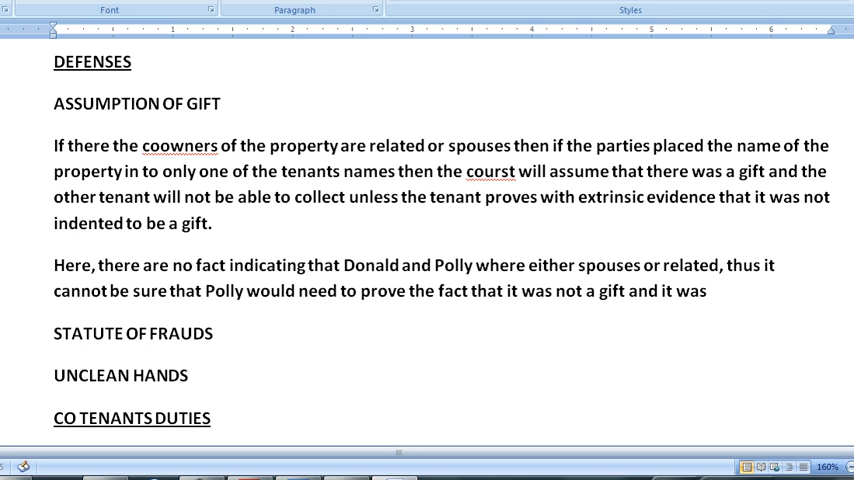 Font Paragraph Styles
1 2 3 4 5 6
DEFENSES
ASSUMPTION OF GIFT
If there the coowners of the property are related or spouses then if the parties placed the name of the
property in to only one of the tenants names then the courst will assume that there was a gift and the
other tenant will not be able to collect unless the tenant proves with extrinsic evidence that it was not
indented to be a gift.
Here, there are no fact indicating that Donald and Polly where either spouses or related, thus it
cannot be sure that Polly would need to prove the fact that it was not a gift and it was
STATUTE OF FRAUDS
UNCLEAN HANDS
CO TENANTS DUTIES
160%